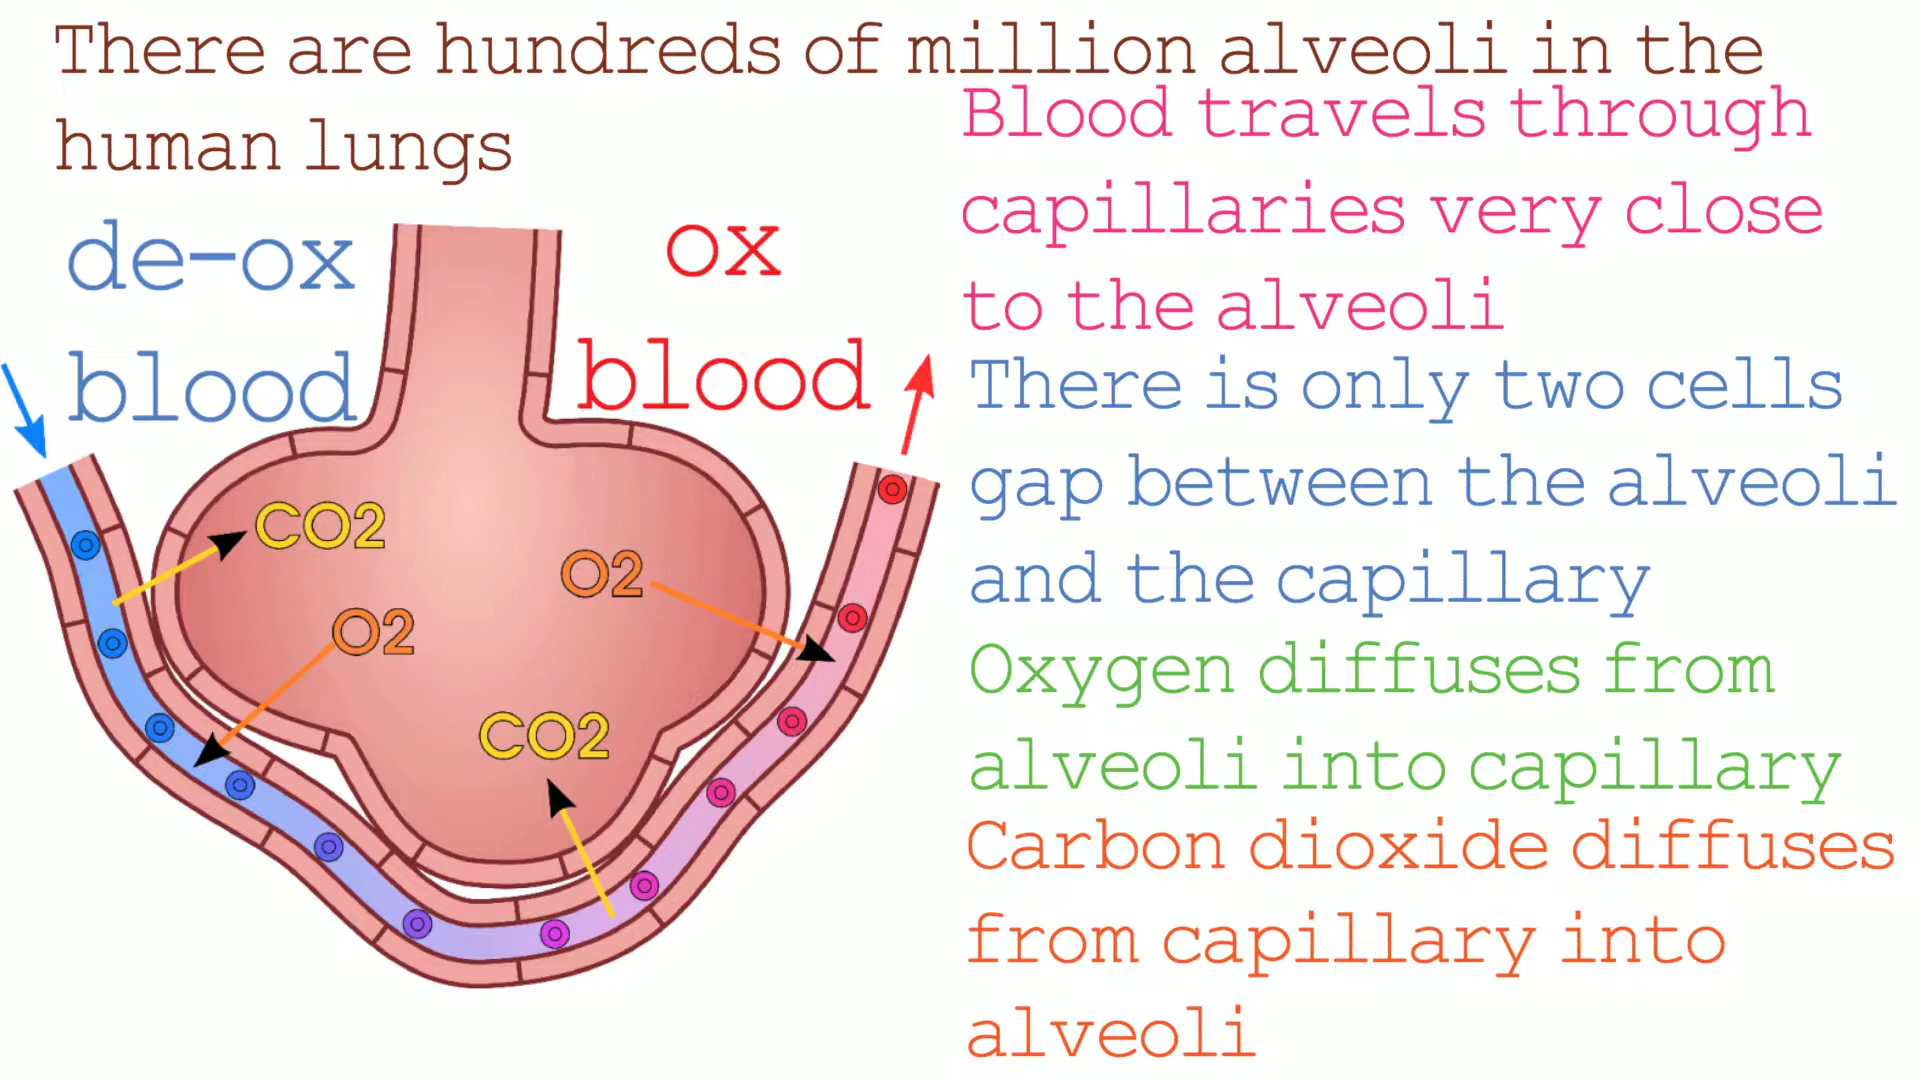 There are hundreds of million alveoli in the
human lungs
de-ox
blood
ox
blood
CO2
O2
O2
CO2
Blood travels through
capillaries very close
to the alveoli
There is only two cells
gap between the alveoli
and the capillary
Oxygen diffuses from
alveoli into capillary
Carbon dioxide diffuses
from capillary into
alveoli